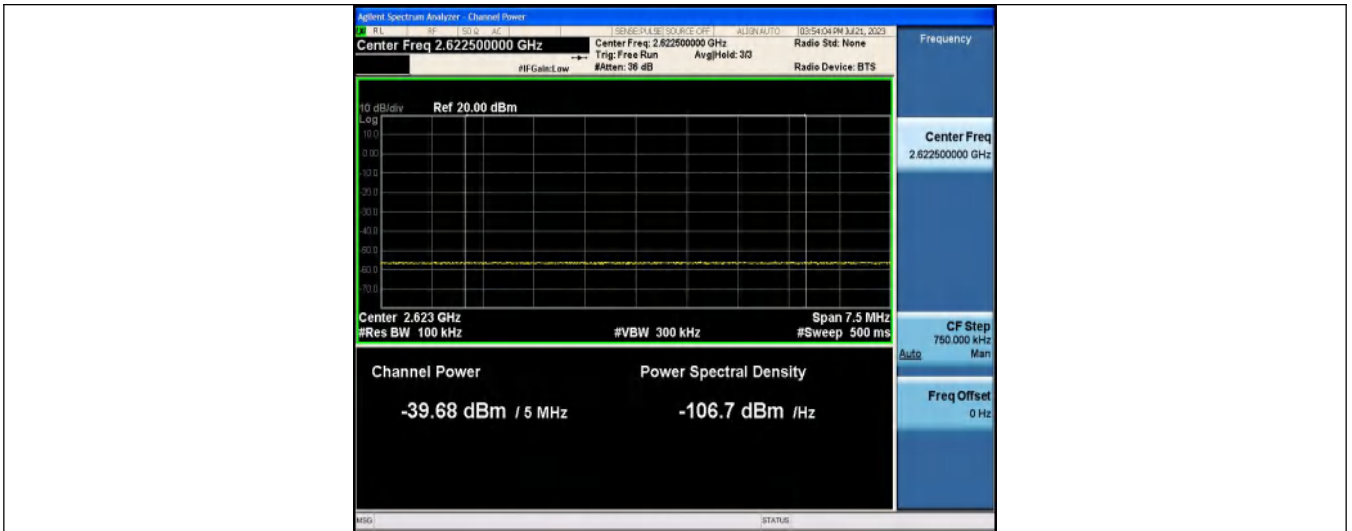 Agilent Spectrum Analyzer - Channel Power
RL RF 50 Ω AC SENSE:PULSE SOURCE OFF ALIGN AUTO 03:54:04 PM Jul 21, 2023
Center Freq 2.622500000 GHz
Center Freq: 2.622500000 GHz
Radio Std: None
Trig: Free Run Avg|Hold: 3/3
#IFGain:Low #Atten: 36 dB Radio Device: BTS
10 dB/div Ref 20.00 dBm
Log
10.0
0.00
-10.0
-20.0
-30.0
-40.0
-50.0
-60.0
-70.0
Center 2.623 GHz Span 7.5 MHz
#Res BW 100 kHz #VBW 300 kHz #Sweep 500 ms
Channel Power Power Spectral Density
-39.68 dBm / 5 MHz -106.7 dBm /Hz
MSG STATUS
Frequency
Center Freq
2.622500000 GHz
CF Step
750.000 kHz
Auto Man
Freq Offset
0 Hz